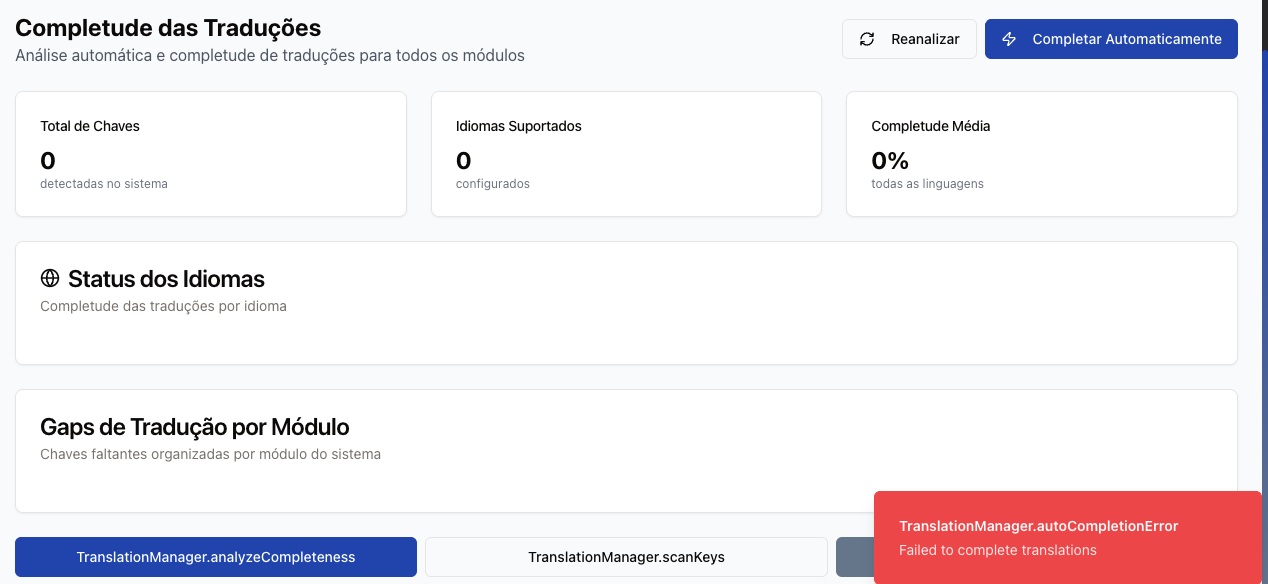 Completude das Traduções
Análise automática e completude de traduções para todos os módulos
Reanalizar
Completar Automaticamente
Total de Chaves
0
detectadas no sistema
Idiomas Suportados
0
configurados
Completude Média
0%
todas as linguagens
Status dos Idiomas
Completude das traduções por idioma
Gaps de Tradução por Módulo
Chaves faltantes organizadas por módulo do sistema
TranslationManager.analyzeCompleteness
TranslationManager.scanKeys
TranslationManager.autoCompletionError
Failed to complete translations